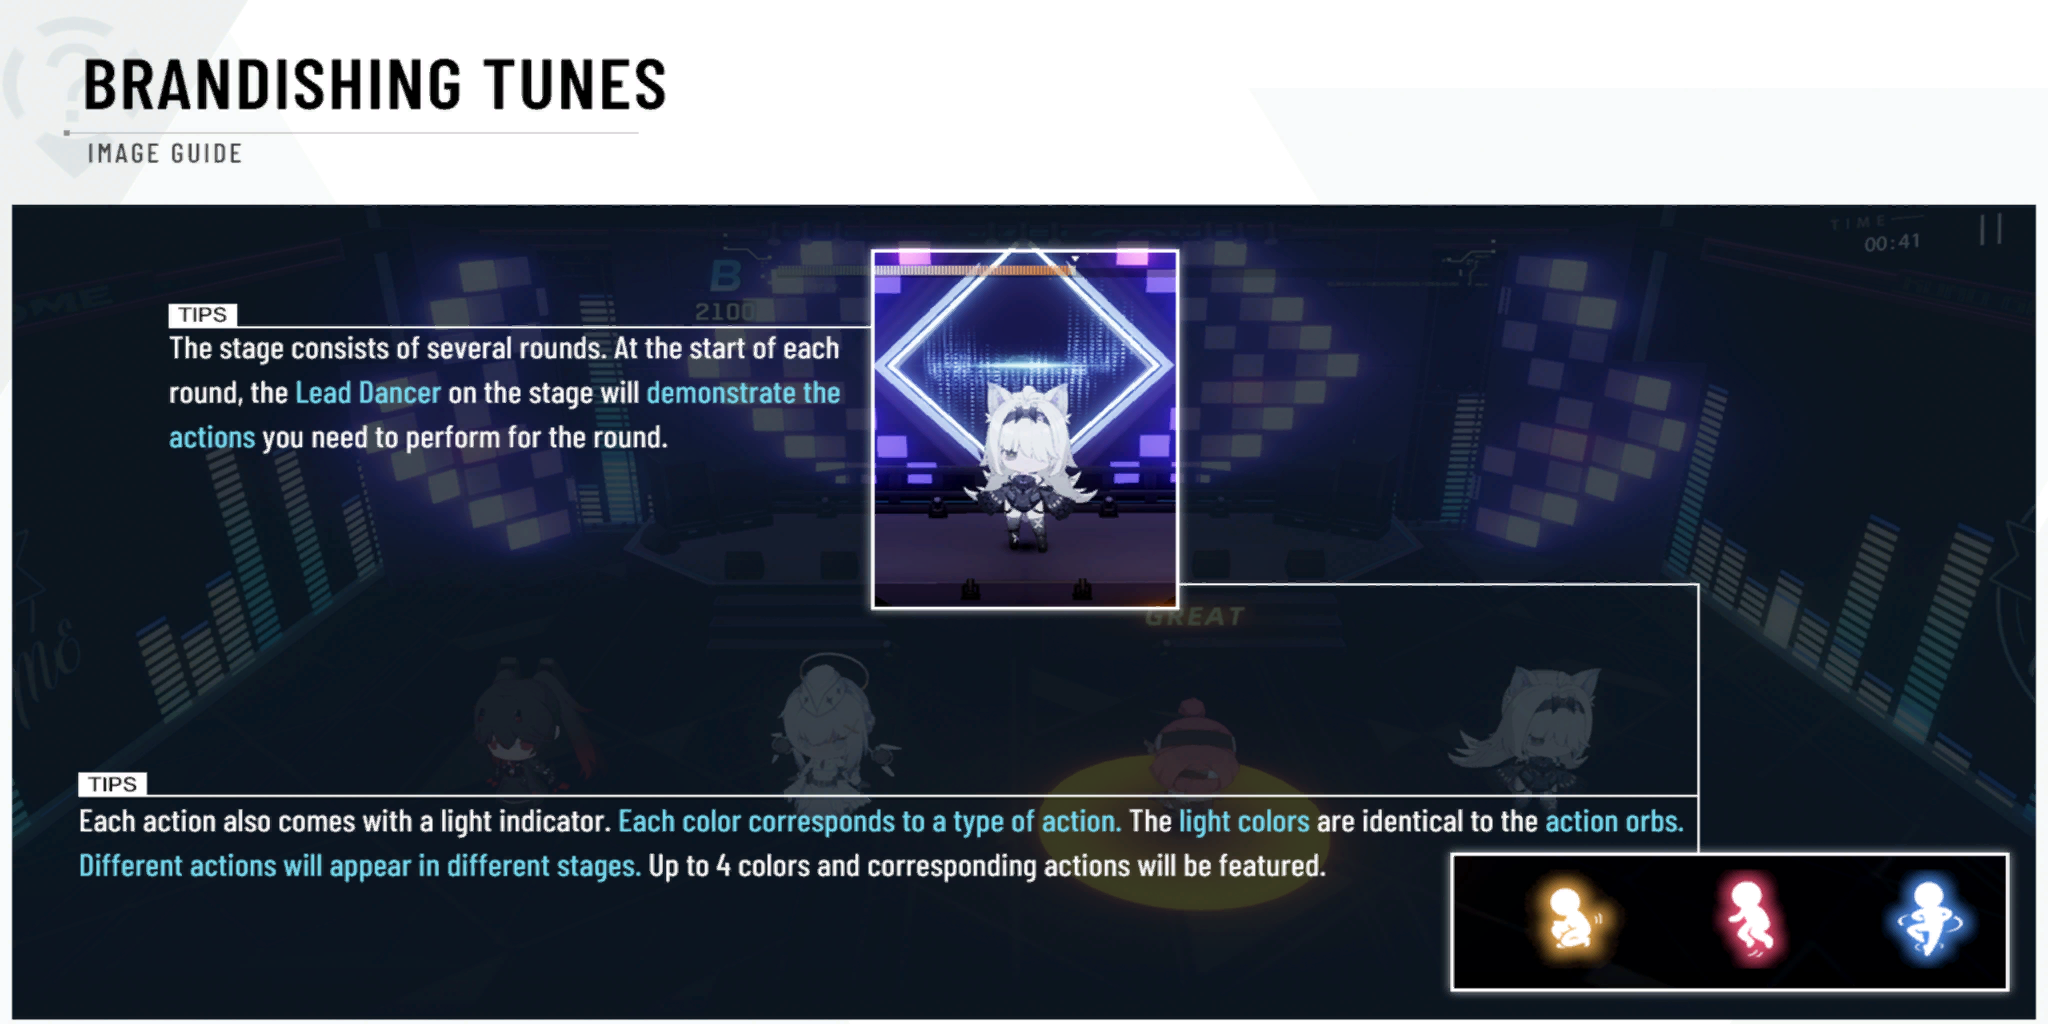 BRANDISHING TUNES
IMAGE GUIDE
TIME
00:41
B
2100
TIPS
The stage consists of several rounds. At the start of each
round, the Lead Dancer on the stage will demonstrate the
actions you need to perform for the round.
GREAT
TIPS
Each action also comes with a light indicator. Each color corresponds to a type of action. The light colors are identical to the action orbs.
Different actions will appear in different stages. Up to 4 colors and corresponding actions will be featured.